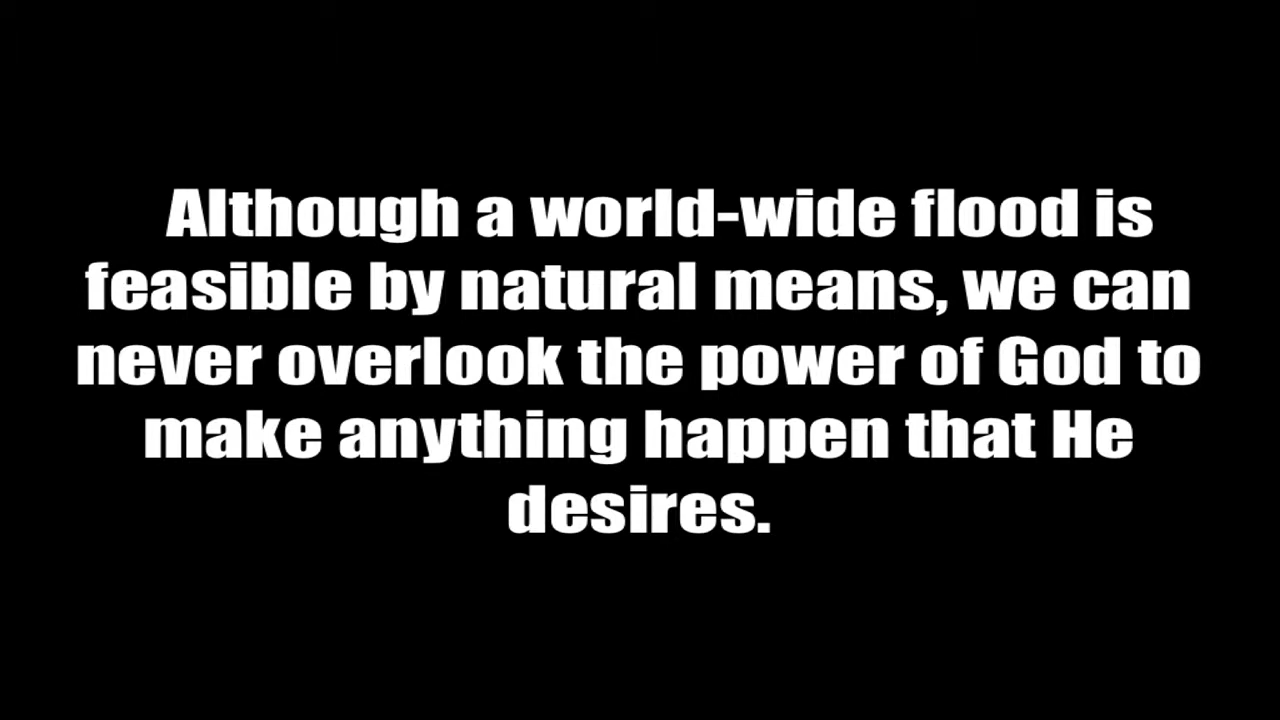 Although a world-wide flood is
feasible by natural means, we can
never overlook the power of God to
make anything happen that He
desires.